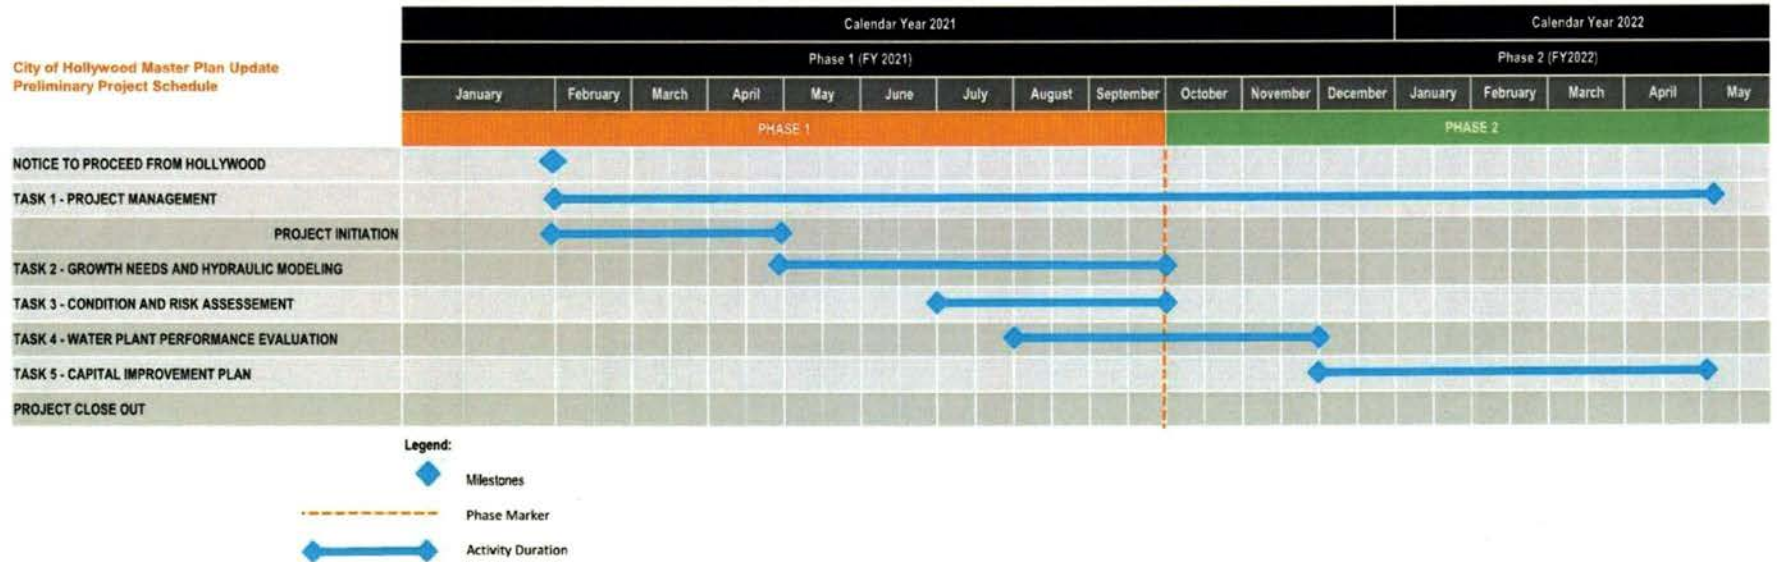 Calendar Year 2021
Calendar Year 2022
City of Hollywood Master Plan Update
Preliminary Project Schedule
Phase 1 (FY 2021)
Phase 2 (FY2022)
January February March April May June July August September October November December January February March April May
PHASE 1
PHASE 2
NOTICE TO PROCEED FROM HOLLYWOOD
TASK 1 - PROJECT MANAGEMENT
PROJECT INITIATION
TASK 2 - GROWTH NEEDS AND HYDRAULIC MODELING
TASK 3 - CONDITION AND RISK ASSESSEMENT
TASK 4 - WATER PLANT PERFORMANCE EVALUATION
TASK 5 - CAPITAL IMPROVEMENT PLAN
PROJECT CLOSE OUT
Legend:
Milestones
Phase Marker
Activity Duration